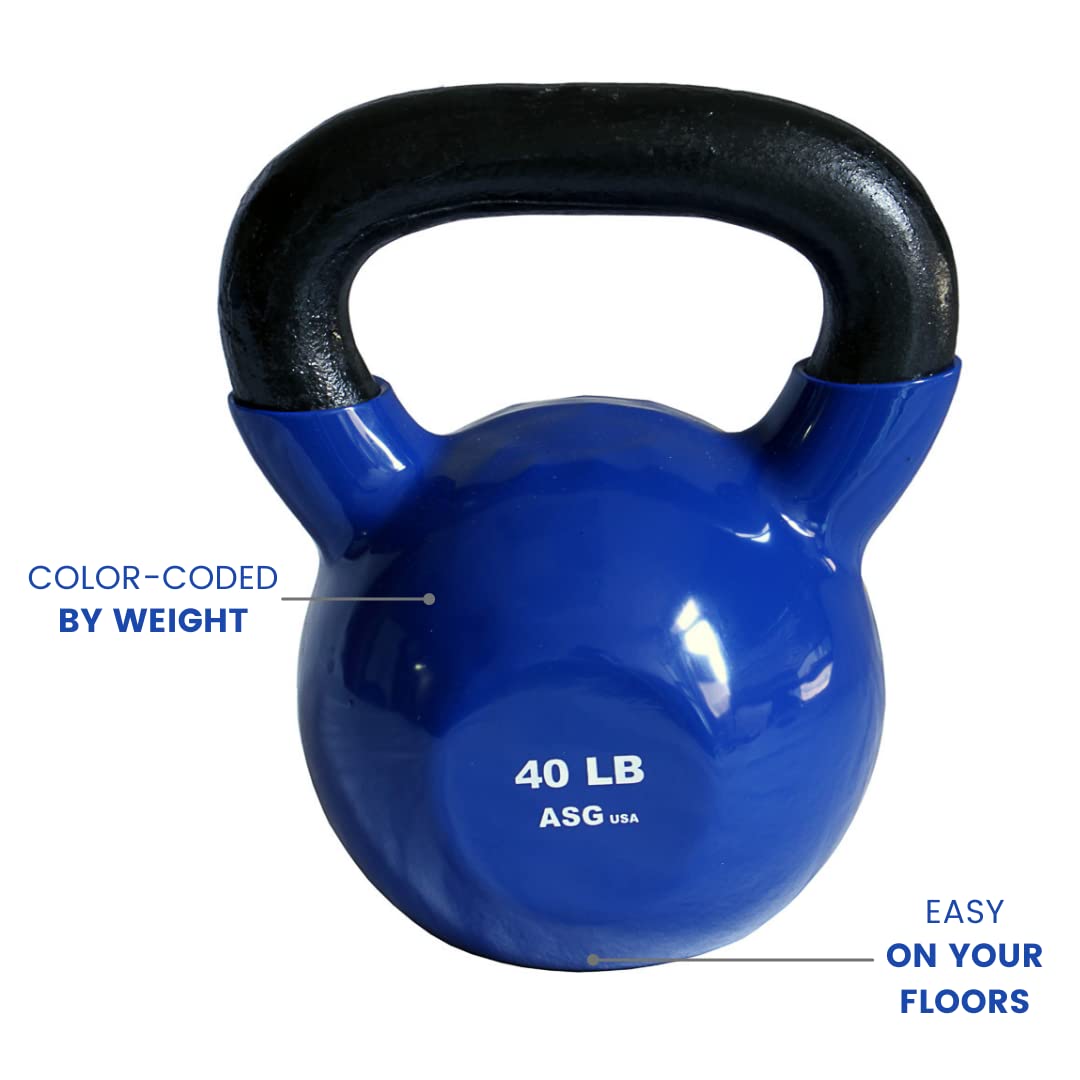 COLOR-CODED
BY WEIGHT
40 LB
ASG USA
EASY
ON YOUR
FLOORS